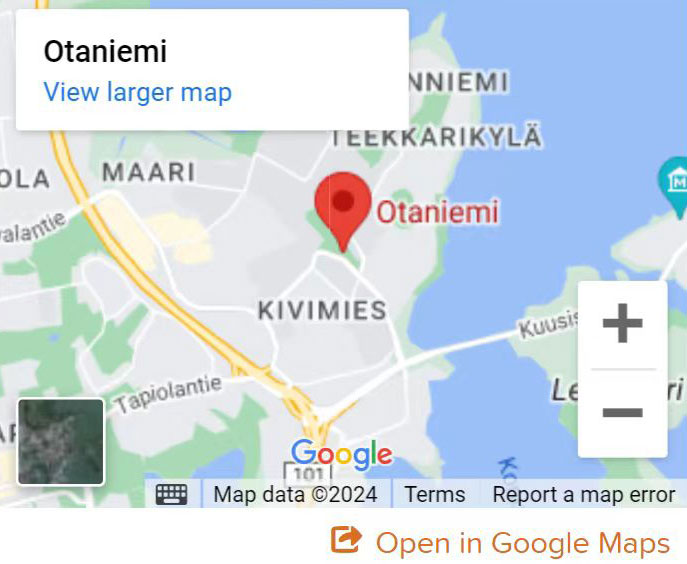 Otaniemi
View larger map
NNIEMI
TEEKKARIKYLÄ
OLA
MAARI
M
Otaniemi
valantie
KIVIMIES
Kuusis
Le
ri
Tapiolantie
Google
101
Map data ©2024
Terms
Report a map error
Open in Google Maps